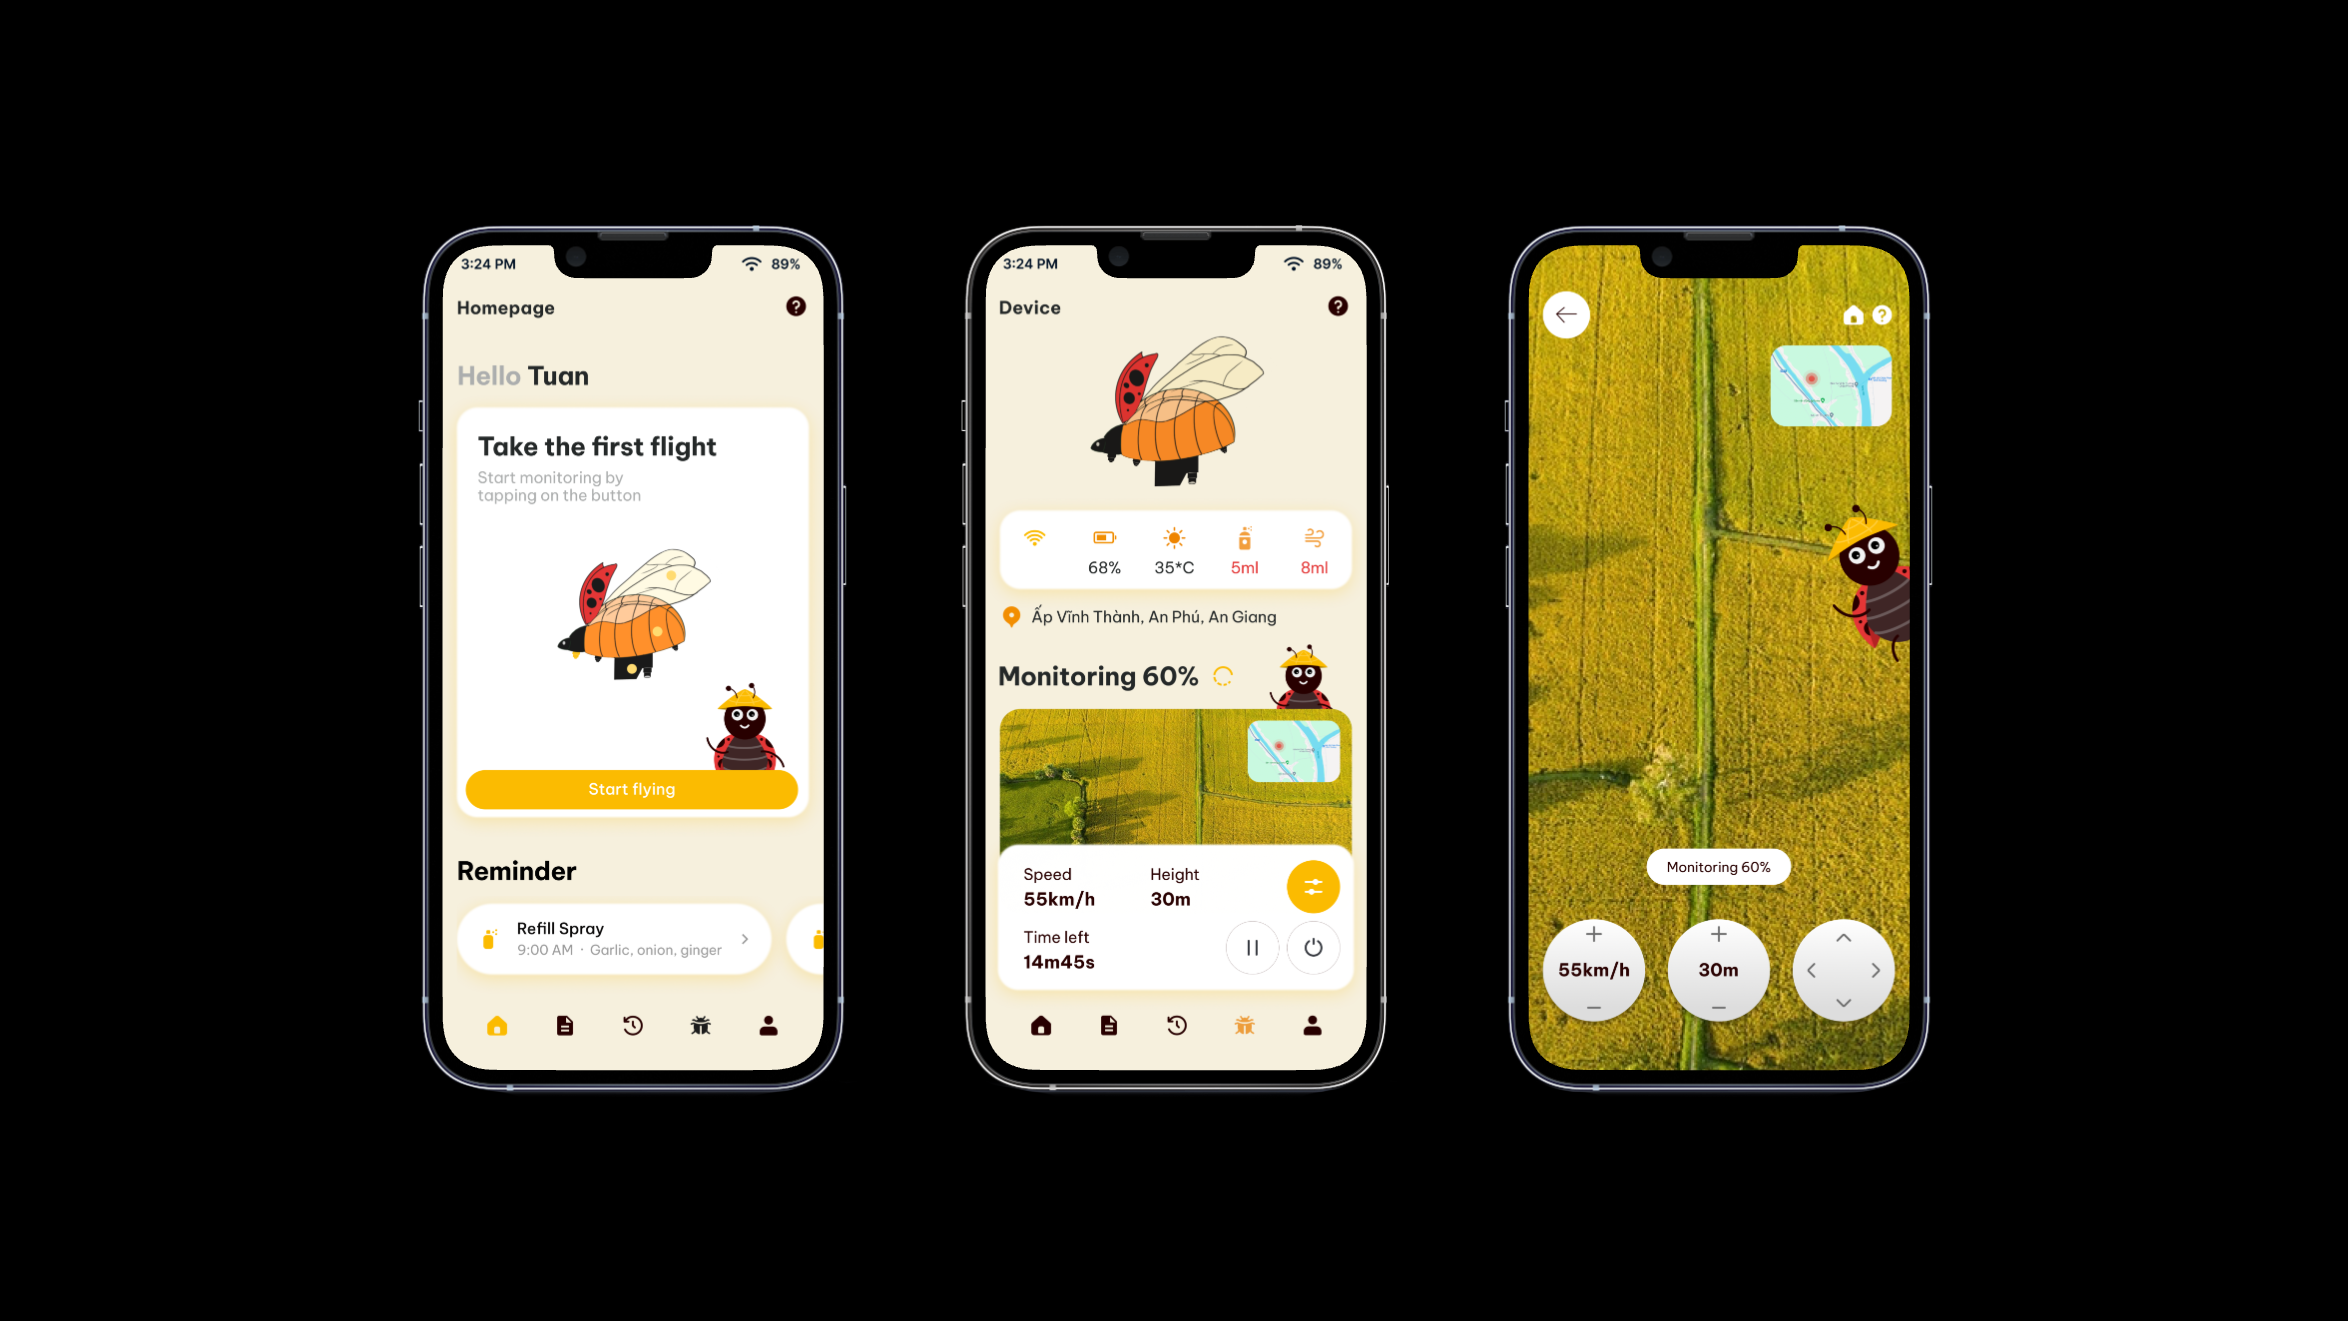 3:24 PM
89%
Homepage
Hello Tuan
Take the first flight
Start monitoring by
tapping on the button
Start flying
Reminder
Refill Spray
9:00 AM · Garlic, onion, ginger
3:24 PM
89%
Device
68%
35*C
5ml
8ml
Ấp Vĩnh Thành, An Phú, An Giang
Monitoring 60%
Speed
Height
55km/h
30m
Time left
14m45s
Monitoring 60%
55km/h
30m